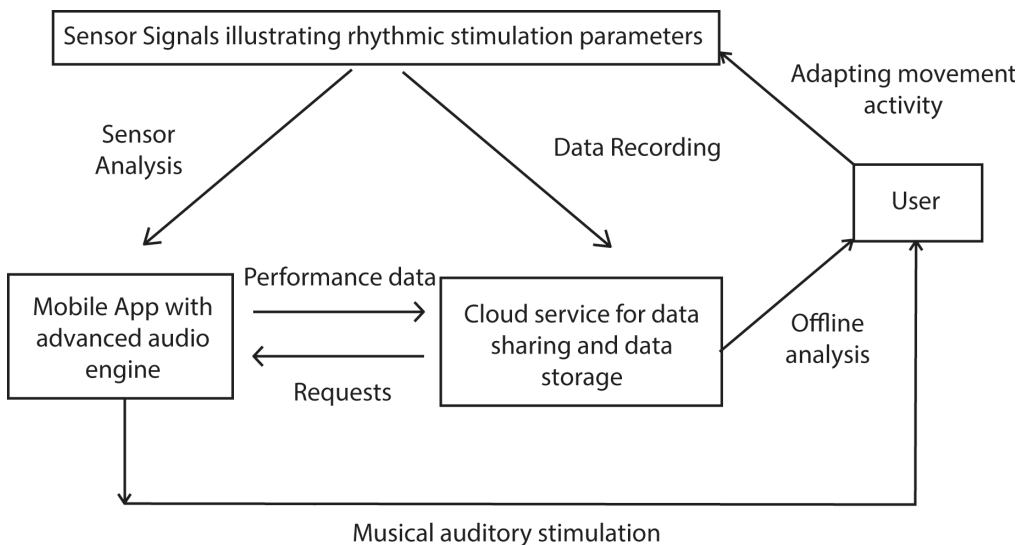 Sensor Signals illustrating rhythmic stimulation parameters
Adapting movement
activity
Sensor
Analysis
Data Recording
User
Performance data
Mobile App with
advanced audio
engine
Cloud service for data
sharing and data
storage
Offline
analysis
Requests
Musical auditory stimulation